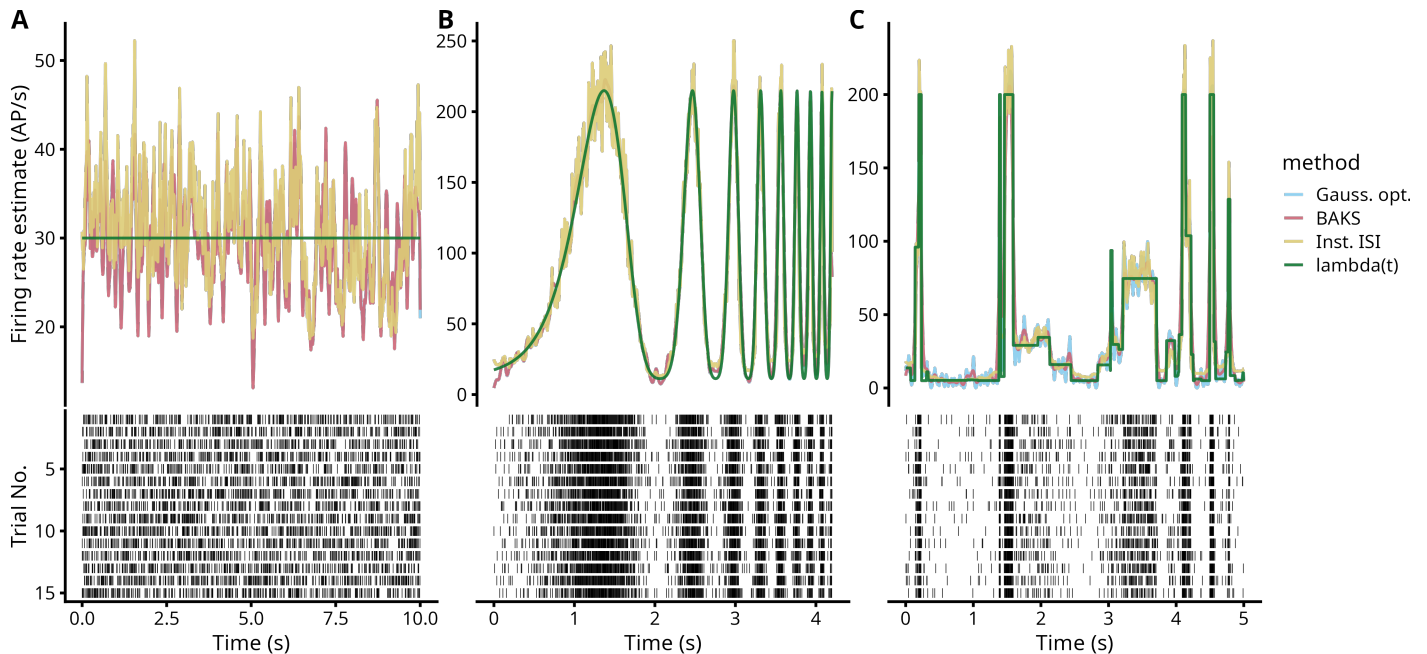 A
B
C
Firing rate estimate (AP/s)
50
40
30
20
250
200
150
100
50
0
200
150
100
50
0
method
Gauss. opt.
BAKS
Inst. ISI
lambda(t)
Trial No.
5
10
15
0.0 2.5 5.0 7.5 10.0
0 1 2 3 4
0 1 2 3 4 5
Time (s)
Time (s)
Time (s)